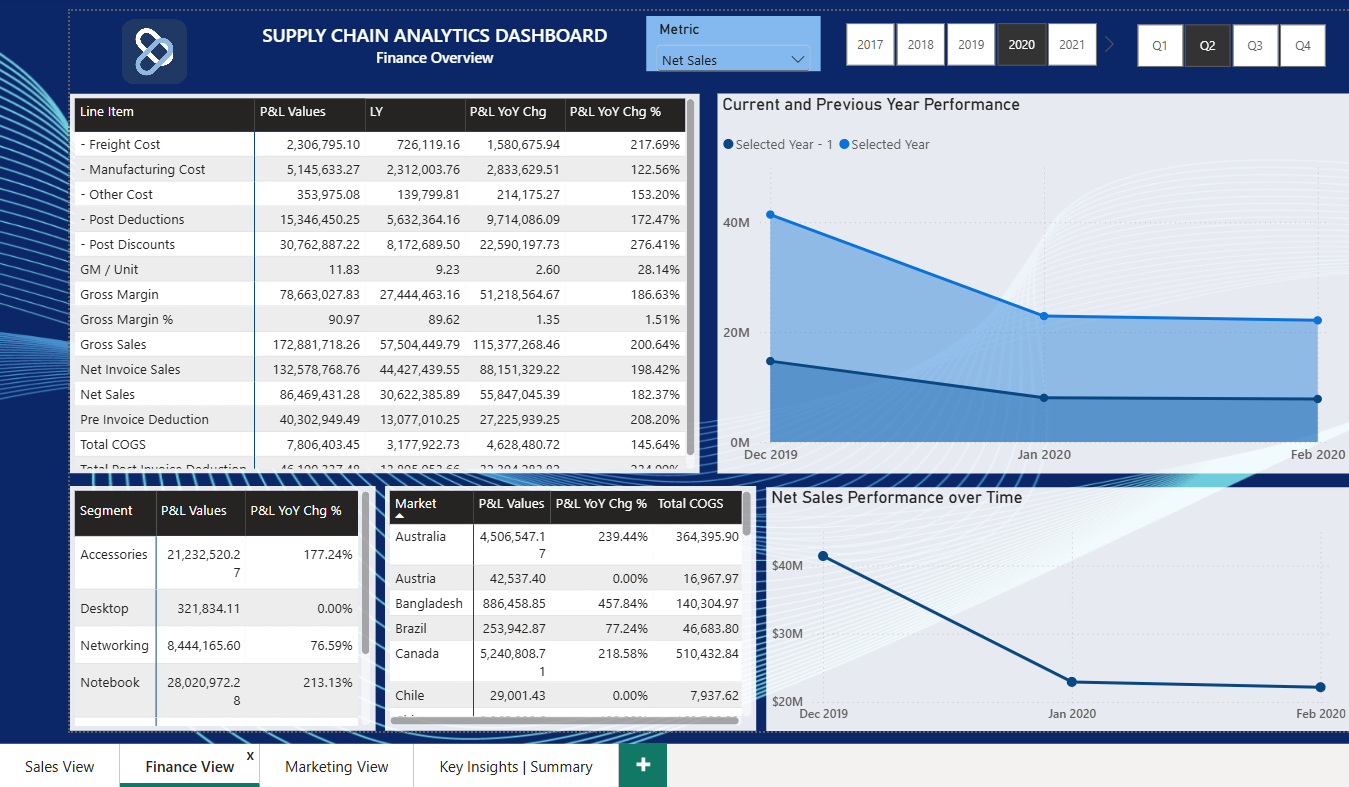 SUPPLY CHAIN ANALYTICS DASHBOARD
Finance Overview
Metric
Net Sales
2017 2018 2019 2020 2021
Q1 Q2 Q3 Q4
Line Item P&L Values LY P&L YoY Chg P&L YoY Chg %
- Freight Cost 2,306,795.10 726,119.16 1,580,675.94 217.69%
- Manufacturing Cost 5,145,633.27 2,312,003.76 2,833,629.51 122.56%
- Other Cost 353,975.08 139,799.81 214,175.27 153.20%
- Post Deductions 15,346,450.25 5,632,364.16 9,714,086.09 172.47%
- Post Discounts 30,762,887.22 8,172,689.50 22,590,197.73 276.41%
GM / Unit 11.83 9.23 2.60 28.14%
Gross Margin 78,663,027.83 27,444,463.16 51,218,564.67 186.63%
Gross Margin % 90.97 89.62 1.35 1.51%
Gross Sales 172,881,718.26 57,504,449.79 115,377,268.46 200.64%
Net Invoice Sales 132,578,768.76 44,427,439.55 88,151,329.22 198.42%
Net Sales 86,469,431.28 30,622,385.89 55,847,045.39 182.37%
Pre Invoice Deduction 40,302,949.49 13,077,010.25 27,225,939.25 208.20%
Total COGS 7,806,403.45 3,177,922.73 4,628,480.72 145.64%
Total Post Invoice Deduction
Current and Previous Year Performance
Selected Year - 1 Selected Year
40M
20M
0M
Dec 2019 Jan 2020 Feb 2020
Segment P&L Values P&L YoY Chg %
Accessories 21,232,520.2 177.24%
7
Desktop 321,834.11 0.00%
Networking 8,444,165.60 76.59%
Notebook 28,020,972.2 213.13%
8
Market P&L Values P&L YoY Chg % Total COGS
Australia 4,506,547.1 239.44% 364,395.90
7
Austria 42,537.40 0.00% 16,967.97
Bangladesh 886,458.85 457.84% 140,304.97
Brazil 253,942.87 77.24% 46,683.80
Canada 5,240,808.7 218.58% 510,432.84
1
Chile 29,001.43 0.00% 7,937.62
Net Sales Performance over Time
$40M
$30M
$20M
Dec 2019 Jan 2020 Feb 2020
Sales View Finance View x Marketing View Key Insights | Summary +